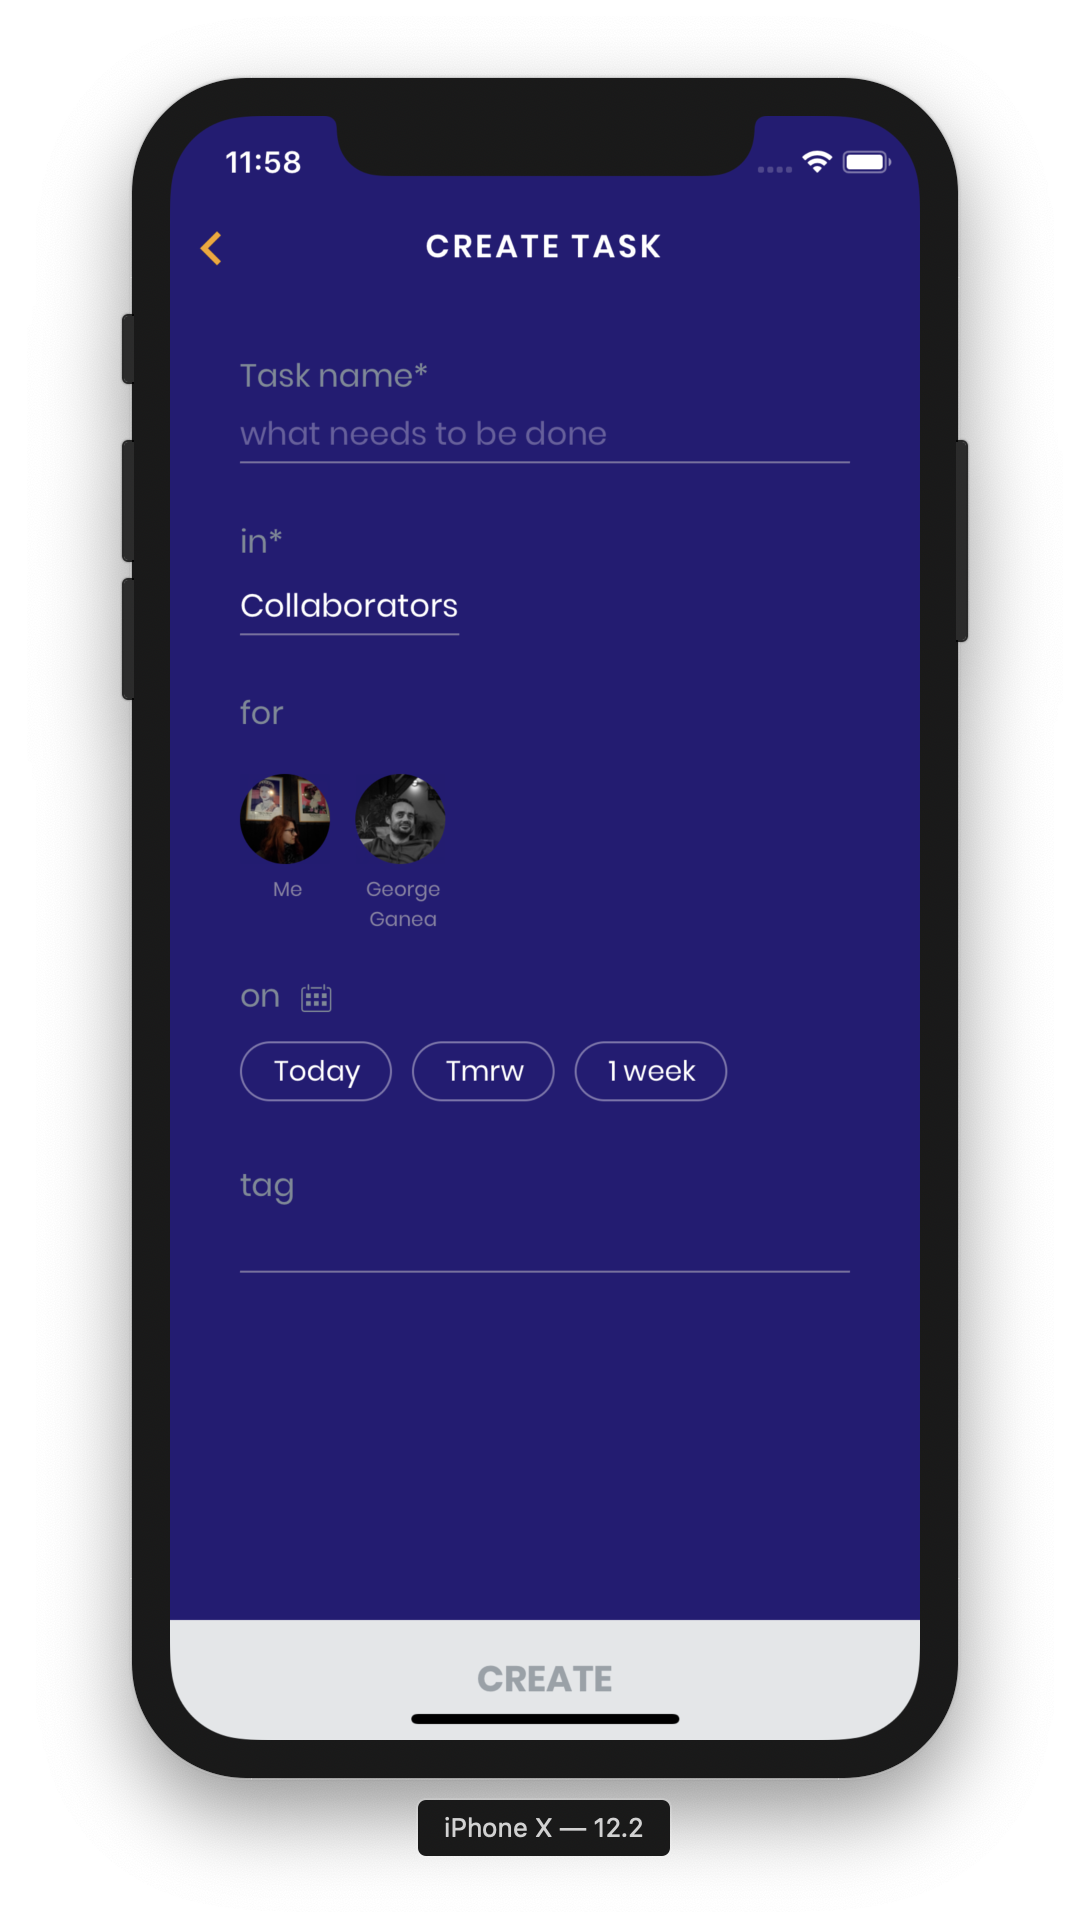 11:58
CREATE TASK
Task name*
what needs to be done
in*
Collaborators
for
Me
George
Ganea
on
Today
Tmrw
1 week
tag
CREATE
iPhone X — 12.2